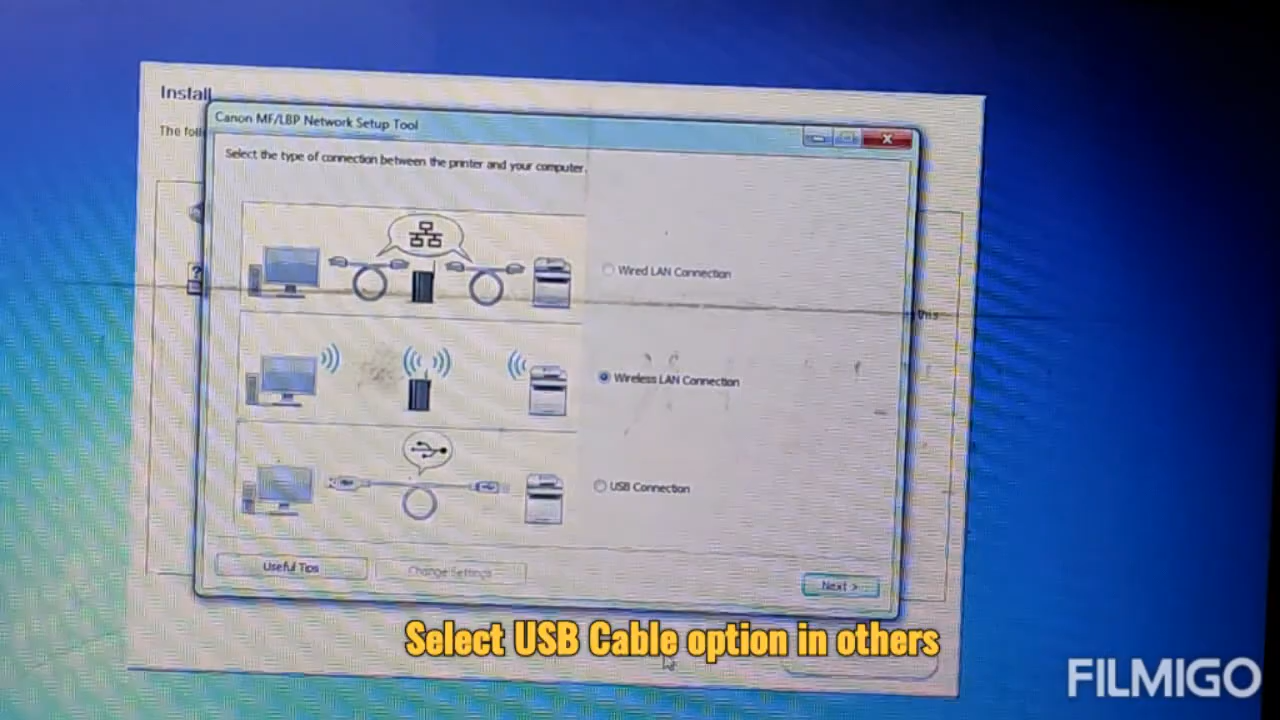 Install
The foll
Canon MF/LBP Network Setup Tool
Select the type of connection between the printer and your computer.
Wired LAN Connection
this
Wireless LAN Connection
USB Connection
Useful Tips
Change Settings
Next >
Select USB Cable option in others
FILMIGO